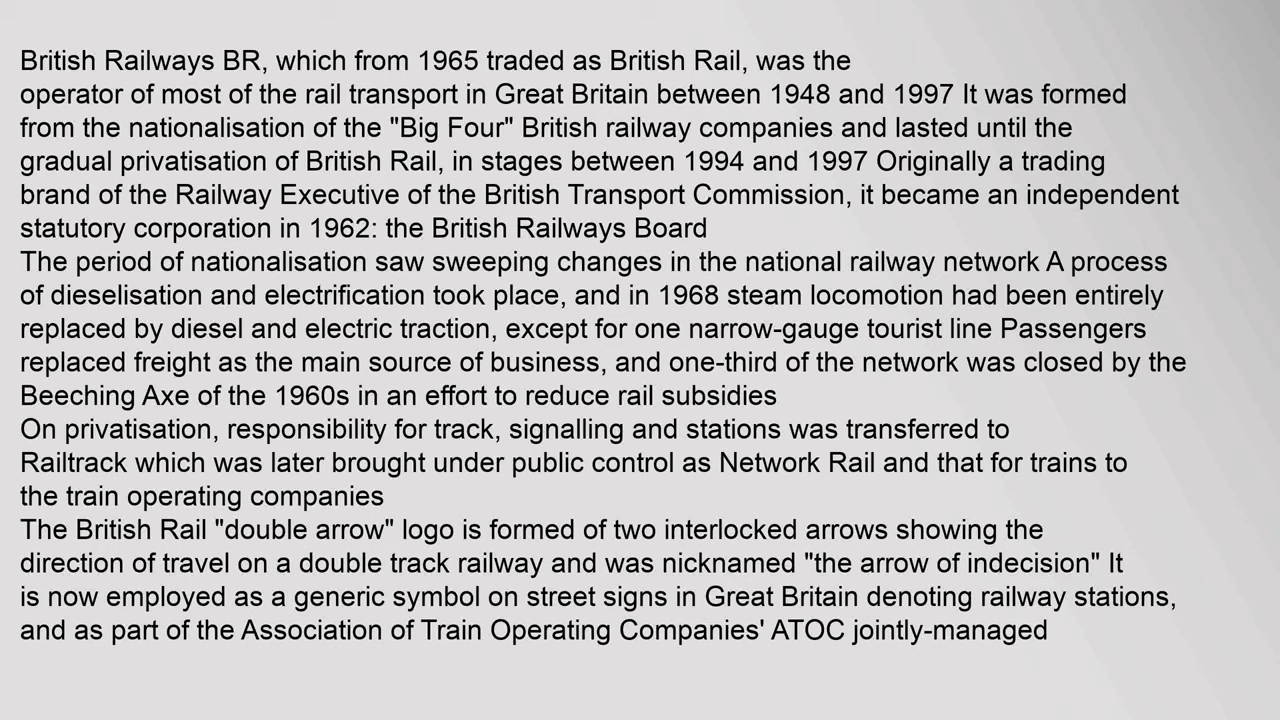 British Railways BR, which from 1965 traded as British Rail, was the
operator of most of the rail transport in Great Britain between 1948 and 1997 It was formed
from the nationalisation of the "Big Four" British railway companies and lasted until the
gradual privatisation of British Rail, in stages between 1994 and 1997 Originally a trading
brand of the Railway Executive of the British Transport Commission, it became an independent
statutory corporation in 1962: the British Railways Board
The period of nationalisation saw sweeping changes in the national railway network A process
of dieselisation and electrification took place, and in 1968 steam locomotion had been entirely
replaced by diesel and electric traction, except for one narrow-gauge tourist line Passengers
replaced freight as the main source of business, and one-third of the network was closed by the
Beeching Axe of the 1960s in an effort to reduce rail subsidies
On privatisation, responsibility for track, signalling and stations was transferred to
Railtrack which was later brought under public control as Network Rail and that for trains to
the train operating companies
The British Rail "double arrow" logo is formed of two interlocked arrows showing the
direction of travel on a double track railway and was nicknamed "the arrow of indecision" It
is now employed as a generic symbol on street signs in Great Britain denoting railway stations,
and as part of the Association of Train Operating Companies' ATOC jointly-managed